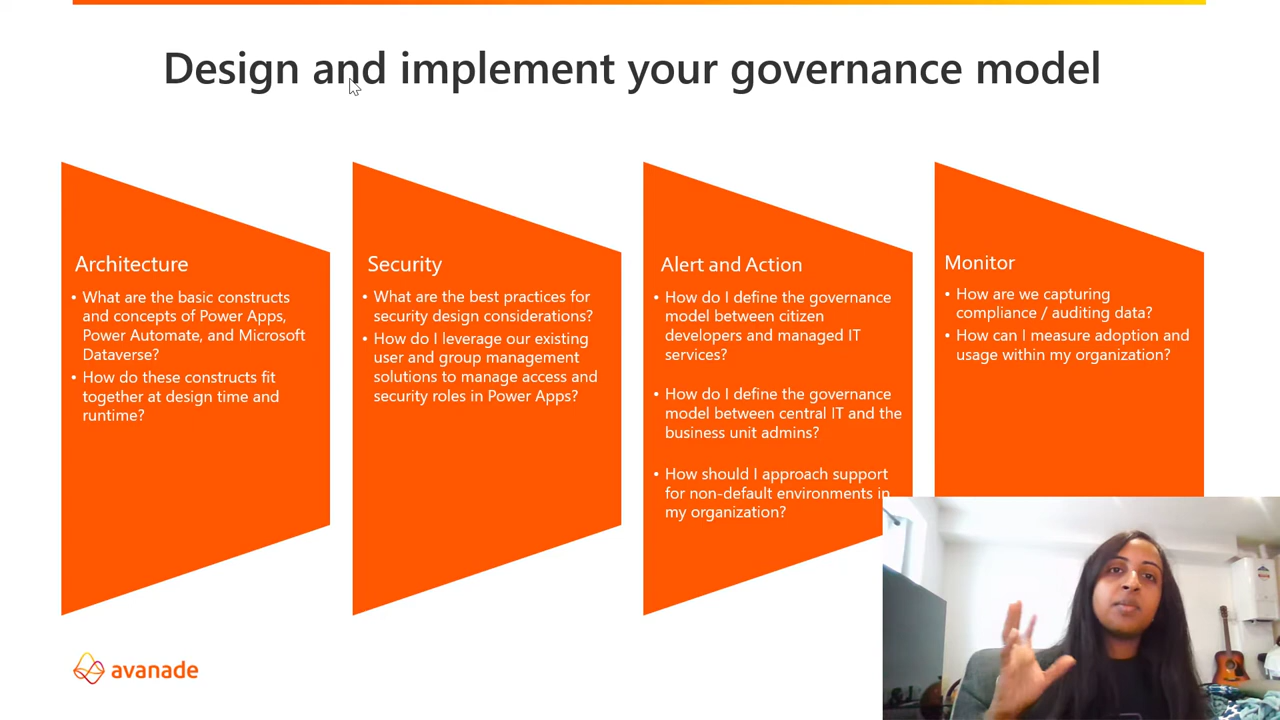 Design and implement your governance model
Architecture
• What are the basic constructs
and concepts of Power Apps,
Power Automate, and Microsoft
Dataverse?
• How do these constructs fit
together at design time and
runtime?
Security
• What are the best practices for
security design considerations?
• How do I leverage our existing
user and group management
solutions to manage access and
security roles in Power Apps?
Alert and Action
• How do I define the governance
model between citizen
developers and managed IT
services?
• How do I define the governance
model between central IT and the
business unit admins?
• How should I approach support
for non-default environments in
my organization?
Monitor
• How are we capturing
compliance / auditing data?
• How can I measure adoption and
usage within my organization?
avanade